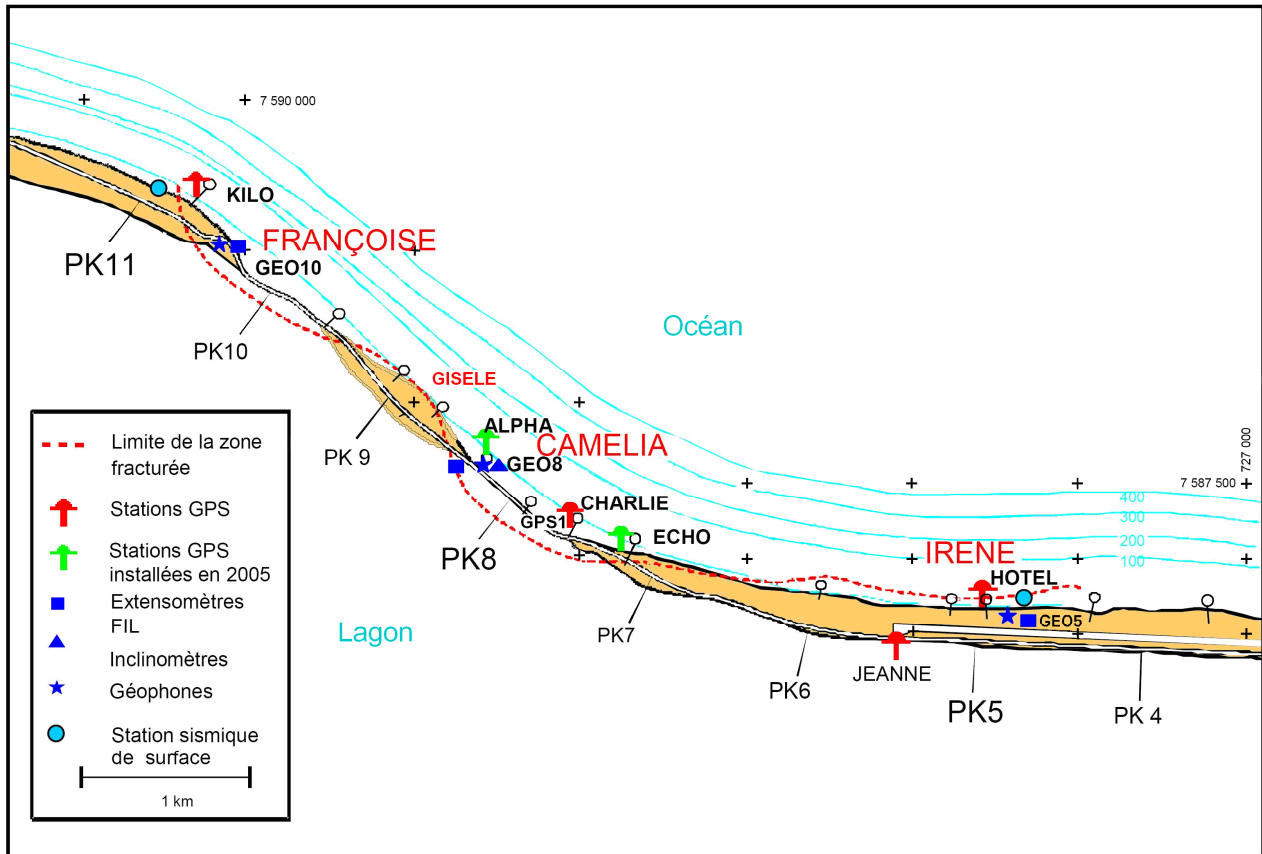 7 590 000
KILO
FRANÇOISE
PK11
GEO10
PK10
Océan
GISELE
ALPHA
CAMELIA
PK 9
GEO8
727 000
7 587 500
400
300
200
100
CHARLIE
GPS1
ECHO
PK8
IRENE
HOTEL
GEO5
Lagon
PK7
JEANNE
PK6
PK5
PK 4
Limite de la zone
fracturée
Stations GPS
Stations GPS
installées en 2005
Extensomètres
FIL
Inclinomètres
Géophones
Station sismique
de surface
1 km